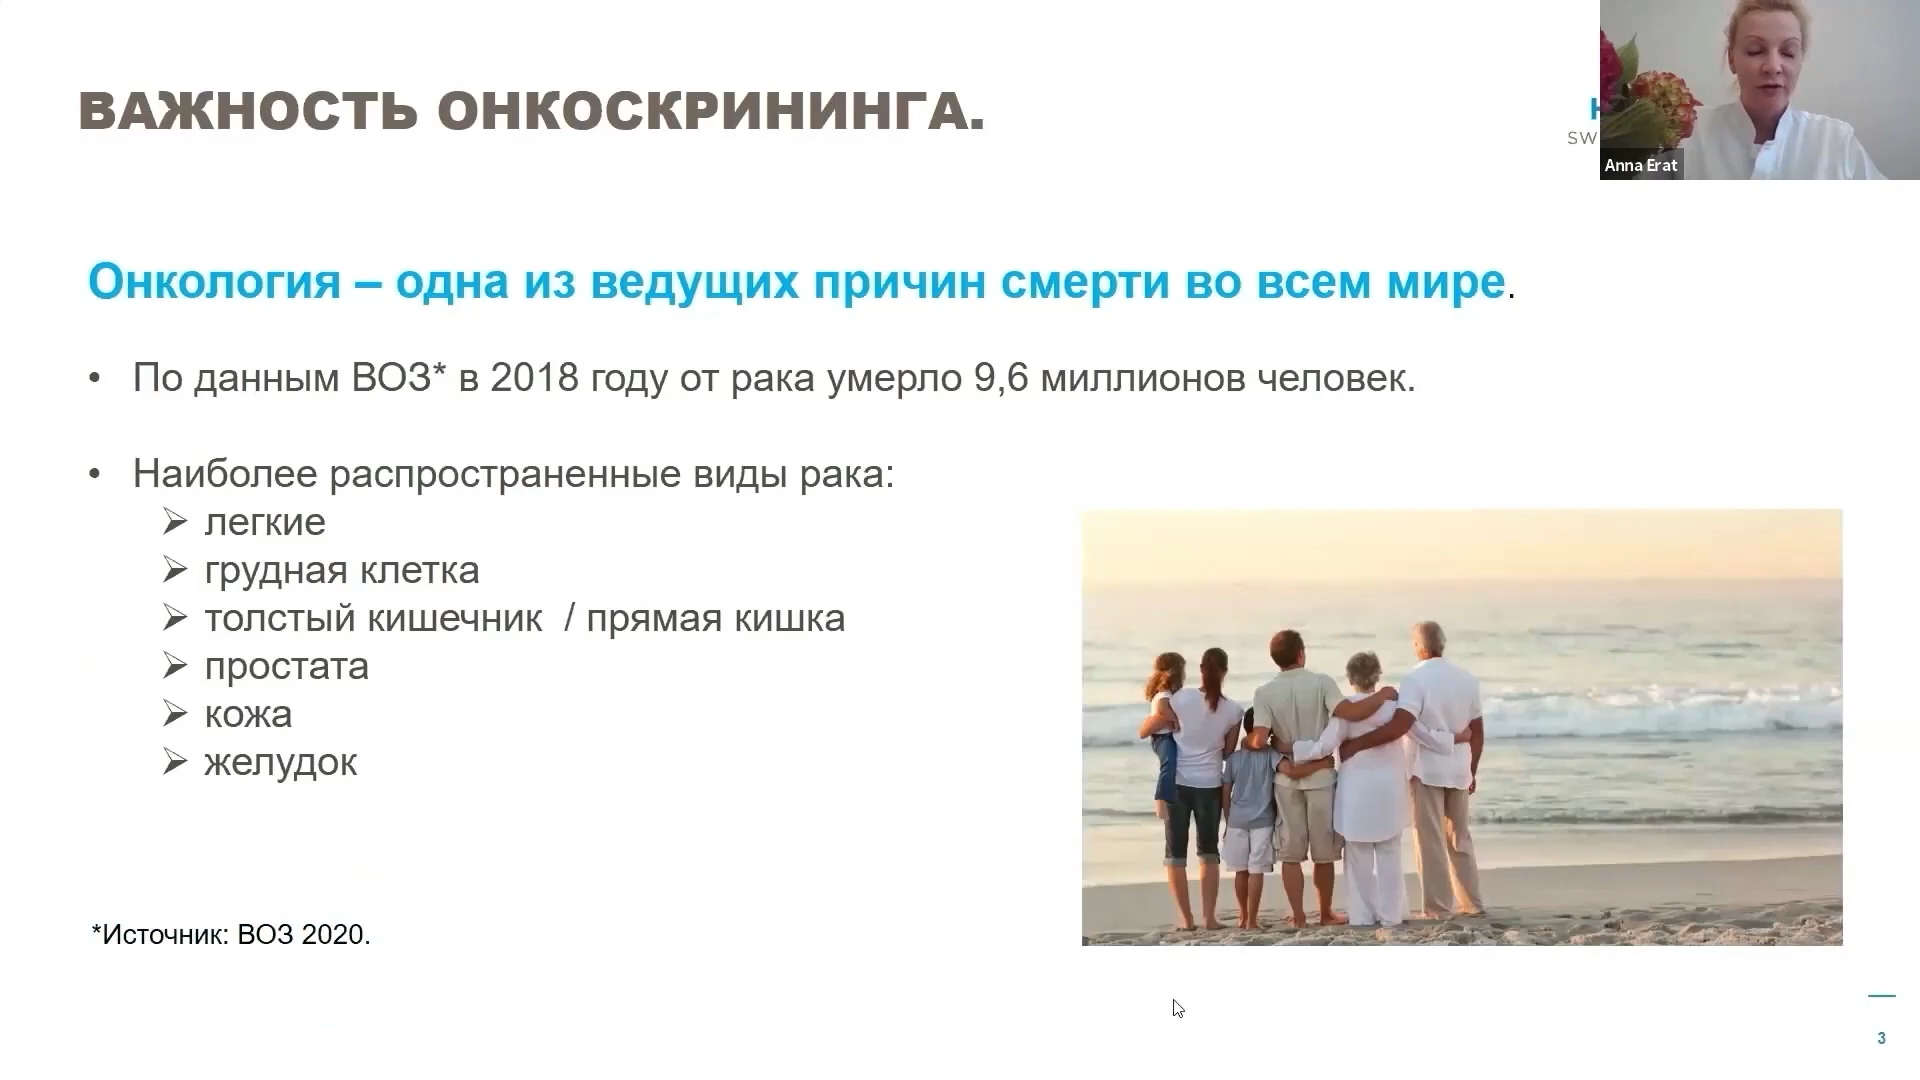 ВАЖНОСТЬ ОНКОСКРИНИНГА.
SW
Anna Erat
Онкология – одна из ведущих причин смерти во всем мире.
• По данным ВОЗ* в 2018 году от рака умерло 9,6 миллионов человек.
• Наиболее распространенные виды рака:
➢ легкие
➢ грудная клетка
➢ толстый кишечник / прямая кишка
➢ простата
➢ кожа
➢ желудок
*Источник: ВОЗ 2020.
3